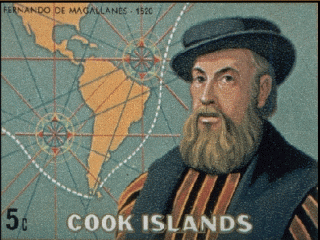 FERNANDO DE MAGALLANES - 1520
5c
COOK ISLANDS